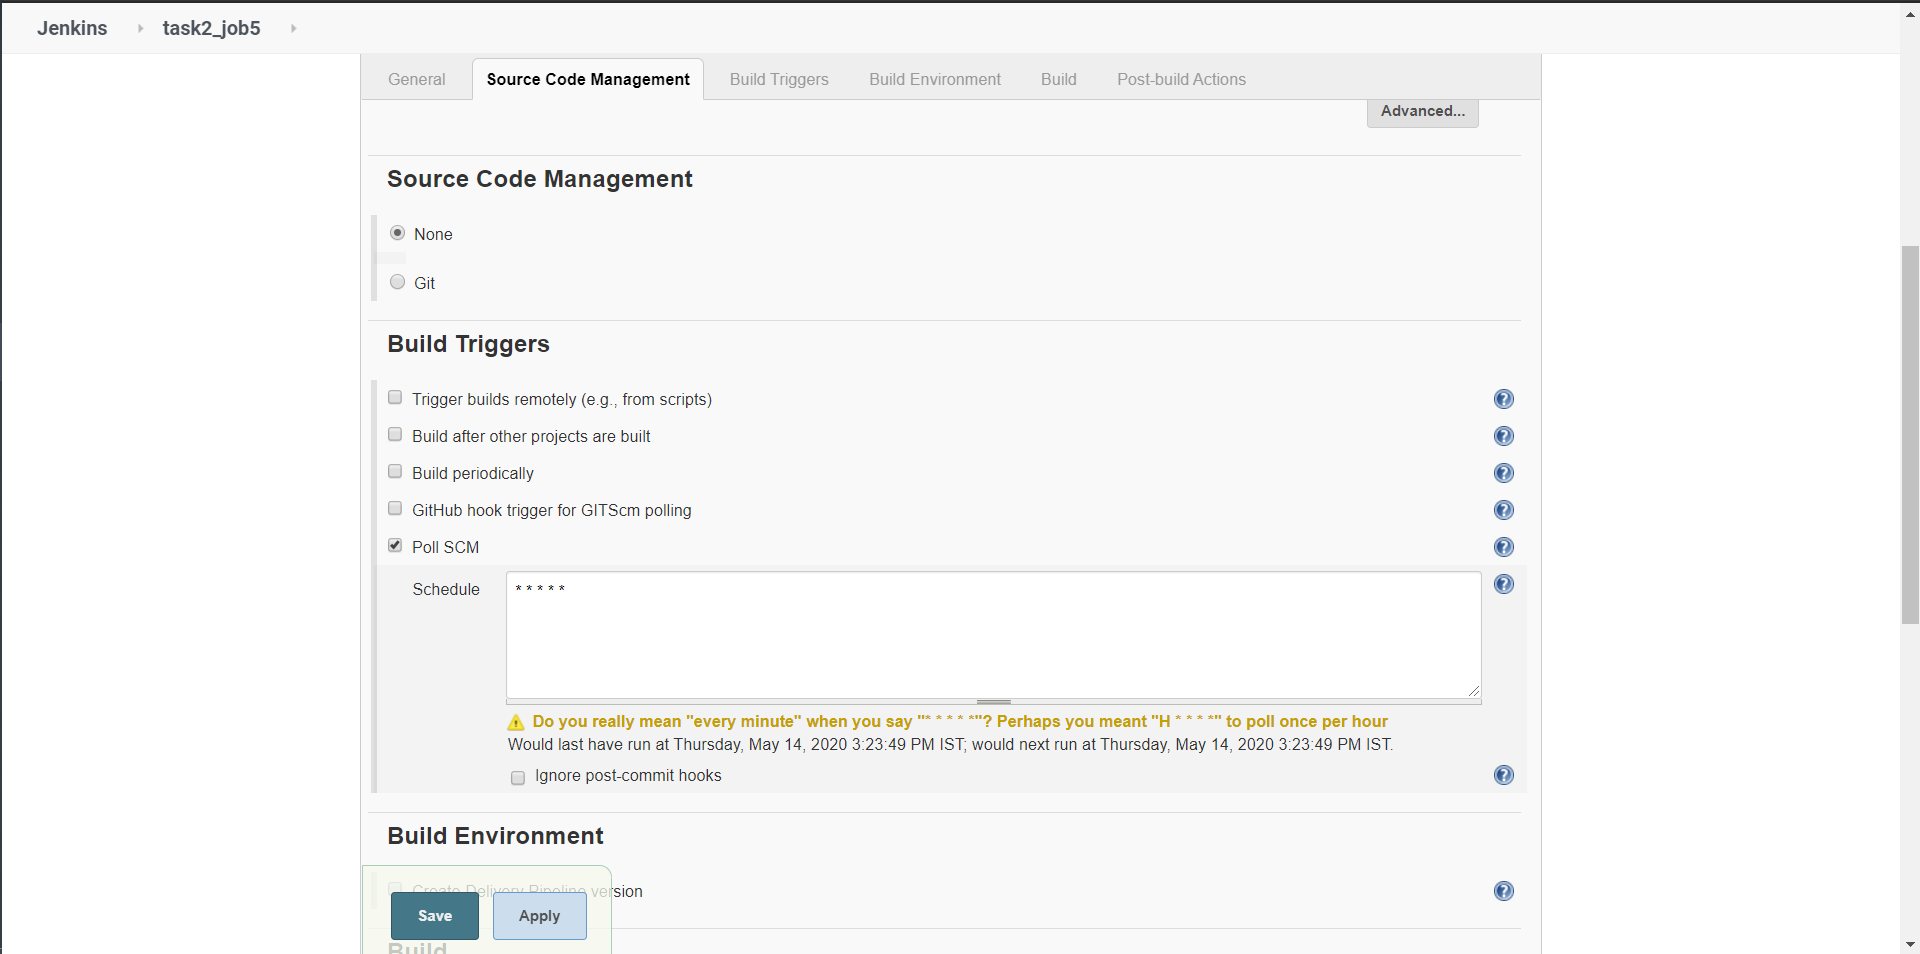 Jenkins task2_job5
General Source Code Management Build Triggers Build Environment Build Post-build Actions
Advanced...
Source Code Management
None
Git
Build Triggers
Trigger builds remotely (e.g., from scripts)
Build after other projects are built
Build periodically
GitHub hook trigger for GITScm polling
Poll SCM
Schedule * * * * *
Do you really mean "every minute" when you say "* * * * *"? Perhaps you meant "H * * * *" to poll once per hour
Would last have run at Thursday, May 14, 2020 3:23:49 PM IST; would next run at Thursday, May 14, 2020 3:23:49 PM IST.
Ignore post-commit hooks
Build Environment
Create Delivery Pipeline version
Save Apply
Build